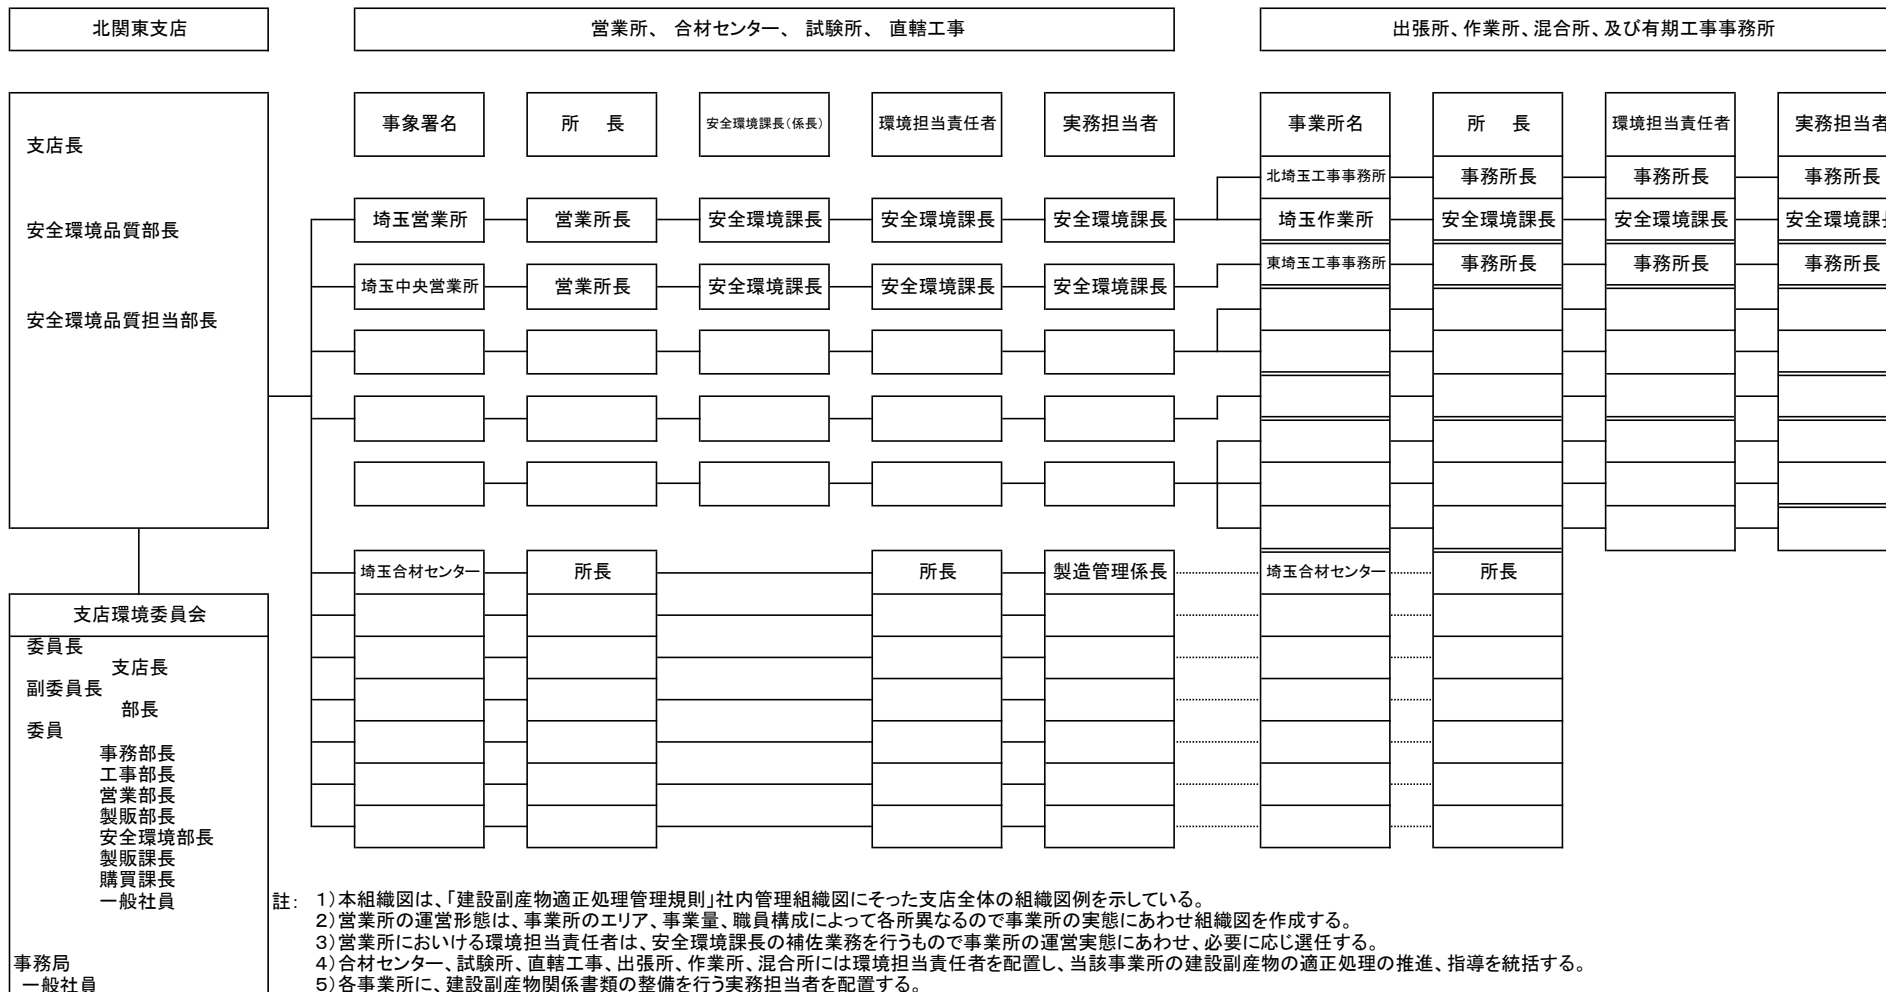 北関東支店
営業所、 合材センター、 試験所、 直轄工事
出張所、作業所、混合所、及び有期工事事務所
支店長
安全環境品質部長
安全環境品質担当部長
事象署名 所 長 安全環境課長(係長) 環境担当責任者 実務担当者
埼玉営業所 営業所長 安全環境課長 安全環境課長 安全環境課長
埼玉中央営業所 営業所長 安全環境課長 安全環境課長 安全環境課長
埼玉合材センター 所長 所長 製造管理係長
事業所名 所 長 環境担当責任者 実務担当者
北埼玉工事事務所 事務所長 事務所長 事務所長
埼玉作業所 安全環境課長 安全環境課長 安全環境課長
東埼玉工事事務所 事務所長 事務所長 事務所長
埼玉合材センター 所長
支店環境委員会
委員長
支店長
副委員長
部長
委員
事務部長
工事部長
営業部長
製販部長
安全環境部長
製販課長
購買課長
一般社員
事務局
一般社員
註: 1)本組織図は、「建設副産物適正処理管理規則」社内管理組織図にそった支店全体の組織図例を示している。
2)営業所の運営形態は、事業所のエリア、事業量、職員構成によって各所異なるので事業所の実態にあわせ組織図を作成する。
3)営業所における環境担当責任者は、安全環境課長の補佐業務を行うもので事業所の運営実態にあわせ、必要に応じ選任する。
4)合材センター、試験所、直轄工事、出張所、作業所、混合所には環境担当責任者を配置し、当該事業所の建設副産物の適正処理の推進、指導を統括する。
5)各事業所に、建設副産物関係書類の整備を行う実務担当者を配置する。